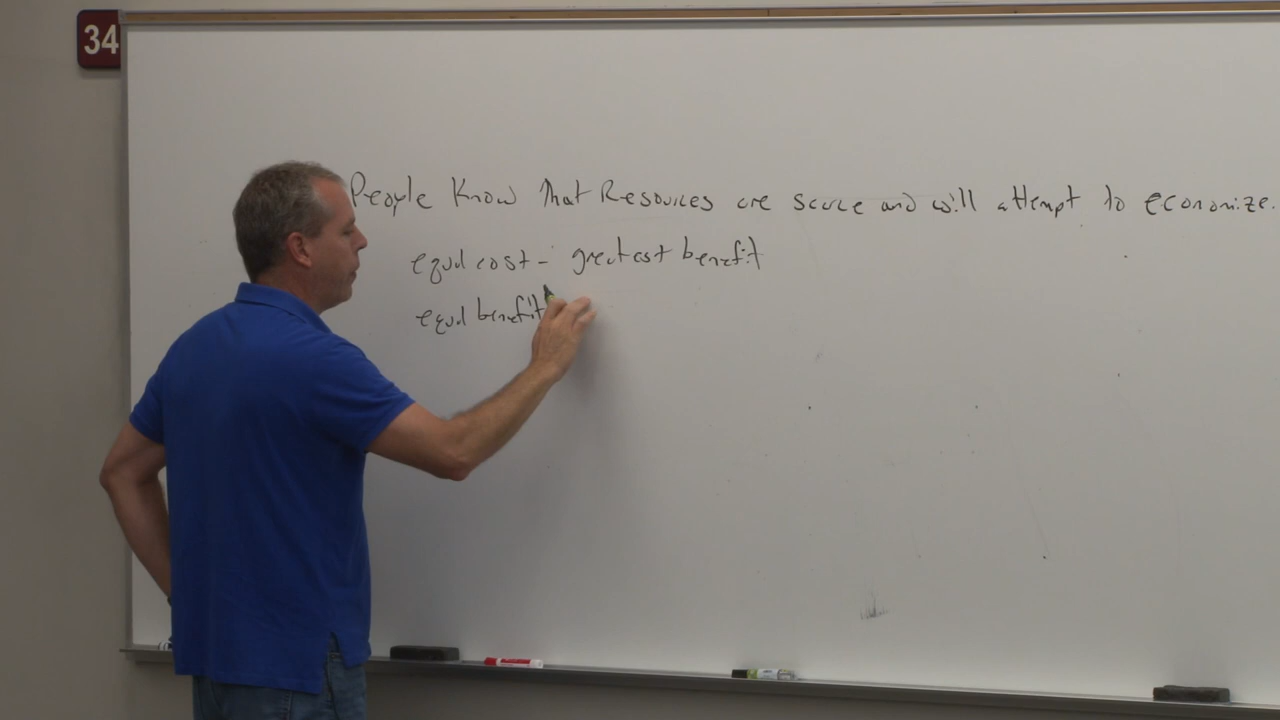 34
People Know That Resources are scarce and will attempt to economize.
equal cost - greatest benefit
equal benefit